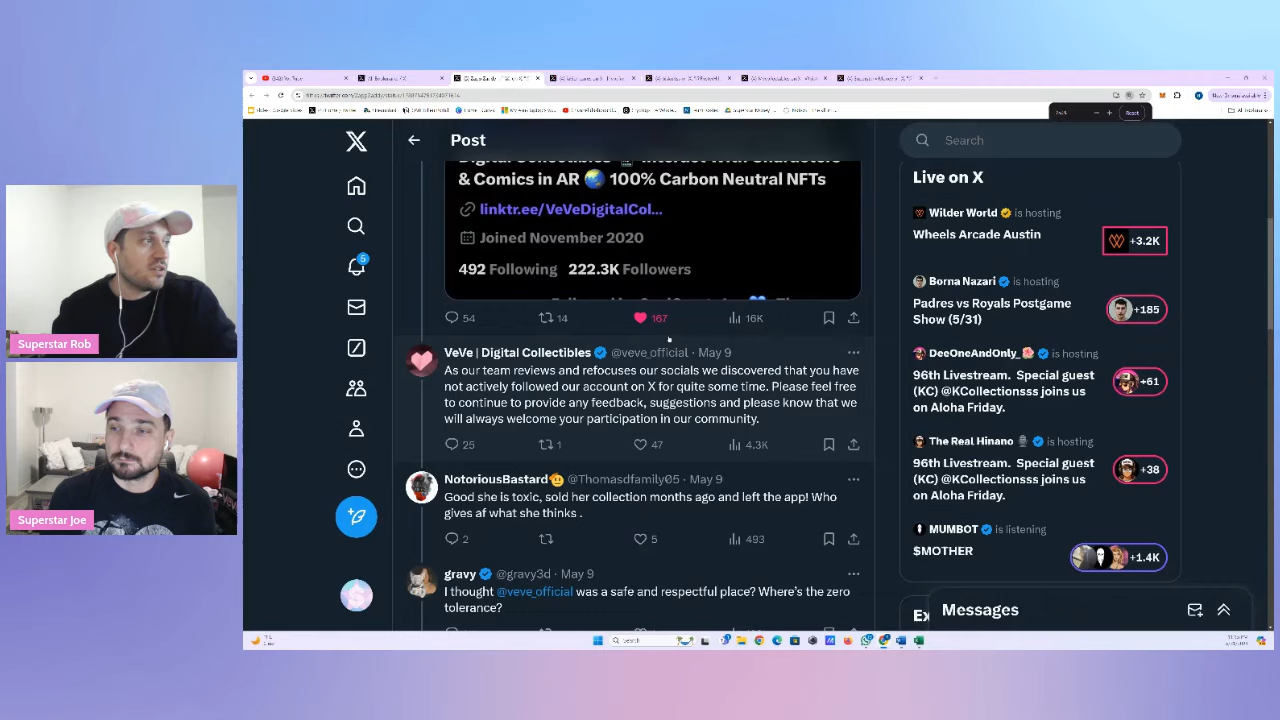 Post
Search
Digital Collectibles Interact With Characters
& Comics in AR 🌏 100% Carbon Neutral NFTs
linktr.ee/VeVeDigitalCol...
Joined November 2020
492 Following 222.3K Followers
54 14 167 16K
VeVe | Digital Collectibles @veve_official · May 9
As our team reviews and refocuses our socials we discovered that you have
not actively followed our account on X for quite some time. Please feel free
to continue to provide any feedback, suggestions and please know that we
will always welcome your participation in our community.
25 1 47 4.3K
NotoriousBastard @Thomasdfamily05 · May 9
Good she is toxic, sold her collection months ago and left the app! Who
gives af what she thinks .
2 5 493
gravy @gravy3d · May 9
I thought @veve_official was a safe and respectful place? Where's the zero
tolerance?
Live on X
Wilder World is hosting
Wheels Arcade Austin
+3.2K
Borna Nazari is hosting
Padres vs Royals Postgame
Show (5/31)
+185
DeeOneAndOnly_ is hosting
96th Livestream. Special guest
(KC) @KCollectionsss joins us
on Aloha Friday.
+61
The Real Hinano is hosting
96th Livestream. Special guest
(KC) @KCollectionsss joins us
on Aloha Friday.
+38
MUMBOT is listening
$MOTHER
+1.4K
Messages
Superstar Rob
Superstar Joe
Reset
Search